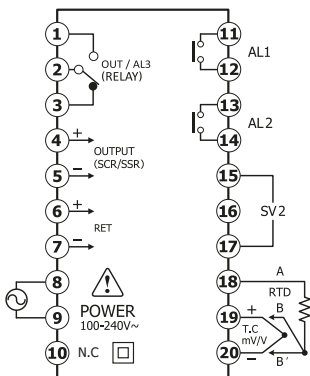 1
2
3
OUT / AL3
(RELAY)
4
+
OUTPUT
(SCR/SSR)
5
−
6
+
RET
7
−
8
9
POWER
100-240V~
10
N.C
11
AL1
12
13
AL2
14
15
16
SV2
17
18
A
RTD
19
+
B
T.C
mV/V
20
−
B'